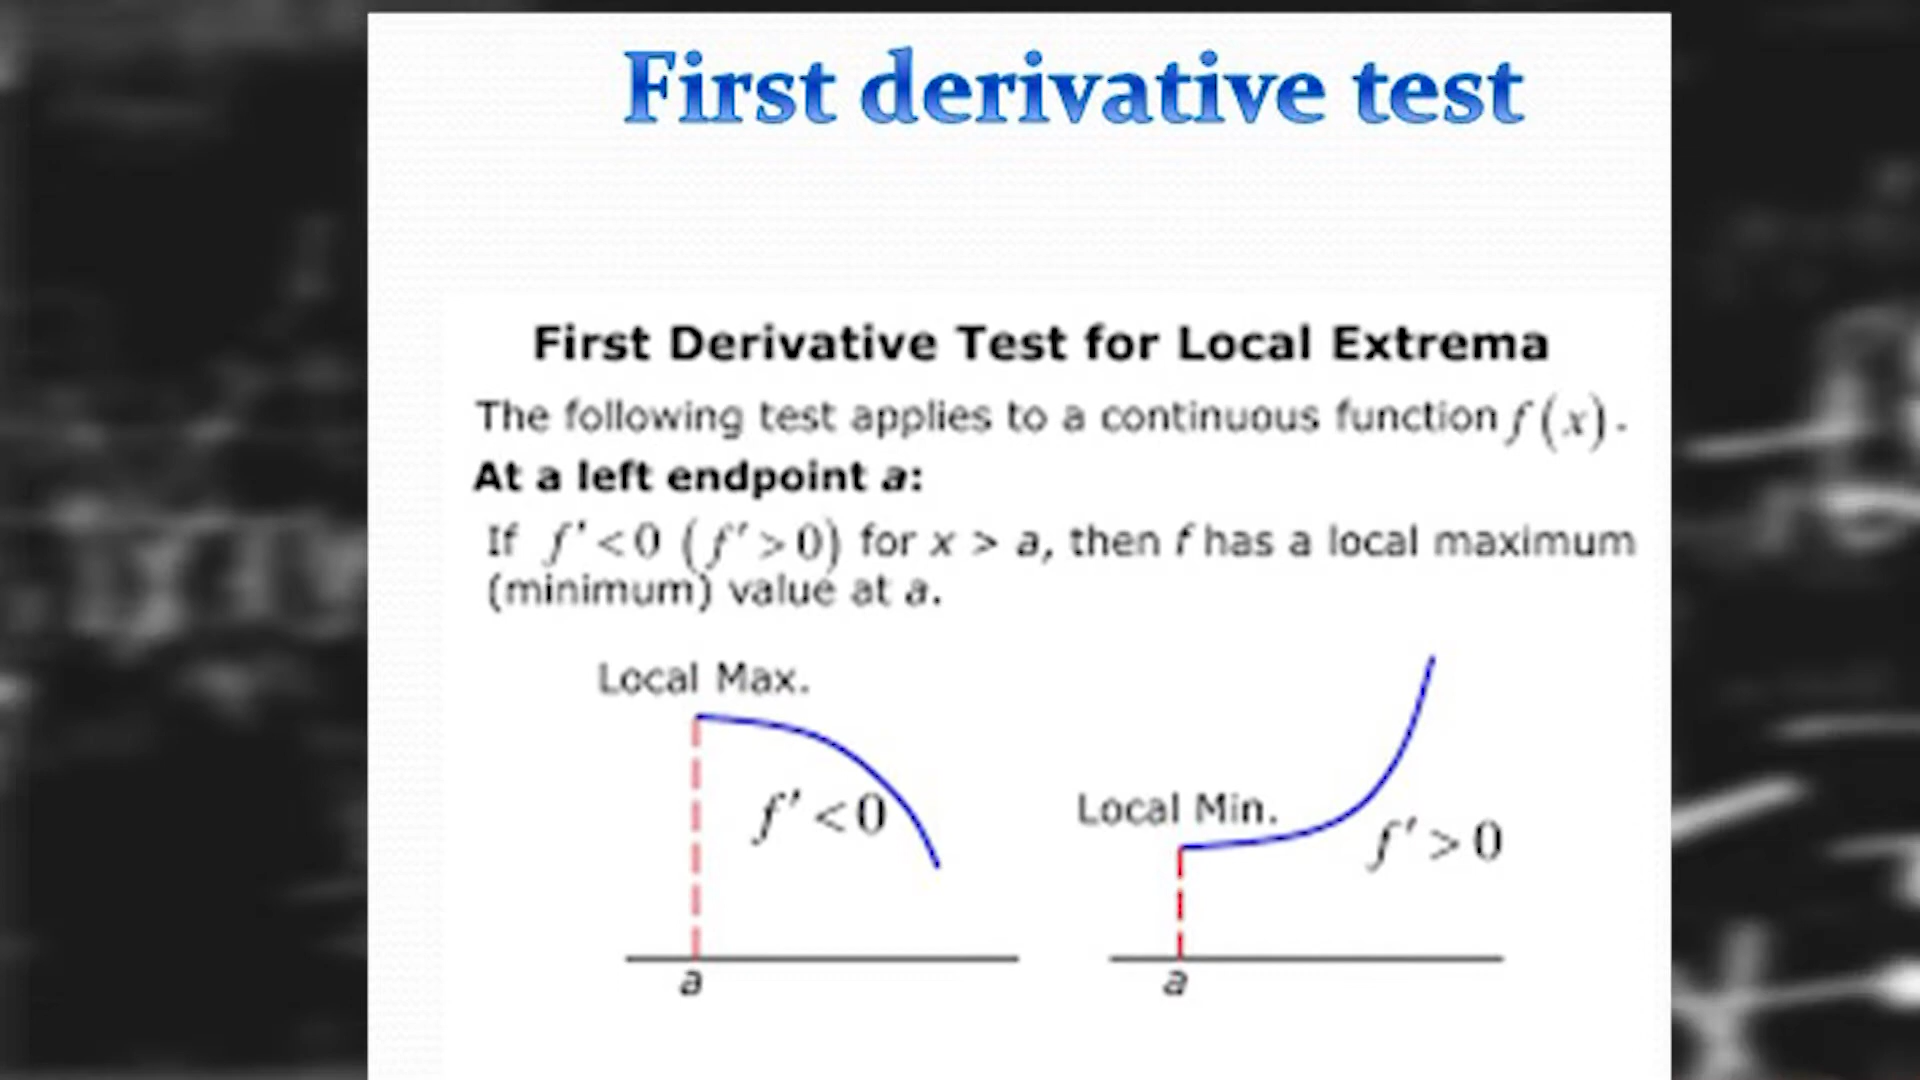 First derivative test
First Derivative Test for Local Extrema
The following test applies to a continuous function f(x).
At a left endpoint a:
If f' < 0 (f' > 0) for x > a, then f has a local maximum
(minimum) value at a.
Local Max.
f' < 0
a
Local Min.
f' > 0
a